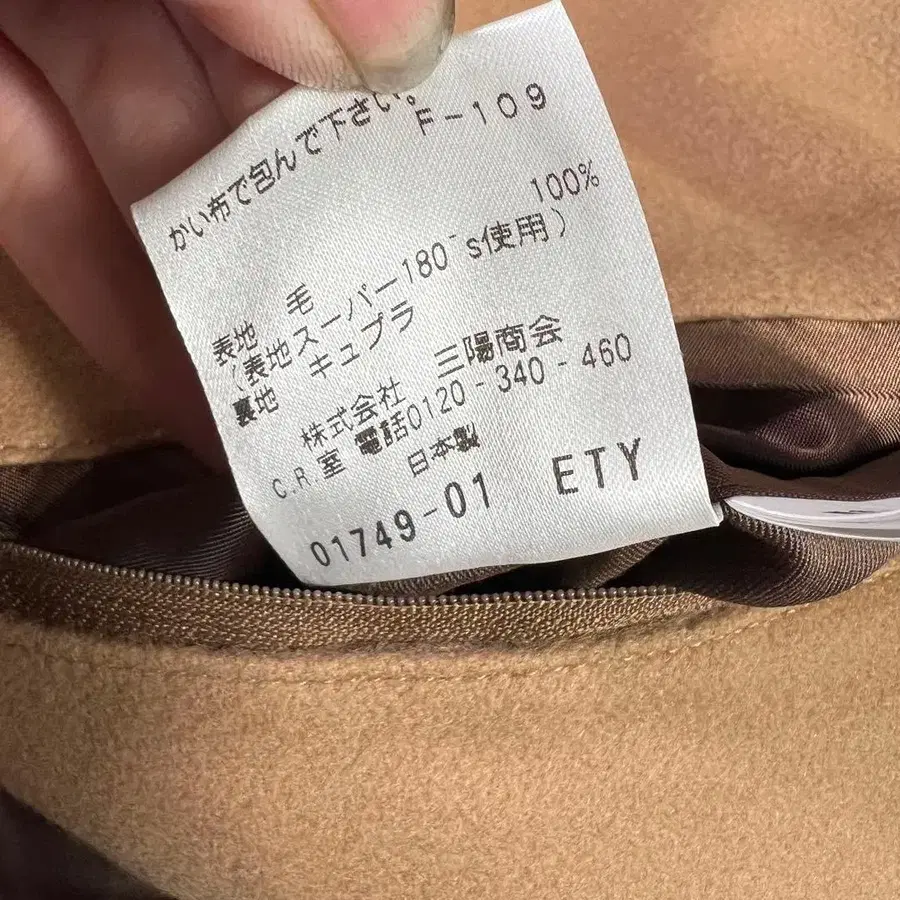 かい布で包んで下さい。
F-109
表地 毛 100%
(表地スーパー180's使用)
裏地 キュプラ
株式会社 三陽商会
C.R.室 電話0120-340-460
日本製
01749-01 ETY